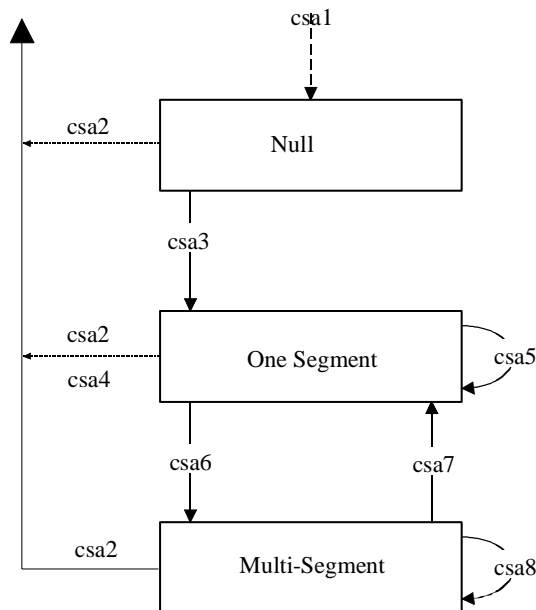 csa1
csa2
Null
csa3
csa2
csa4
One Segment
csa5
csa6
csa7
csa2
Multi-Segment
csa8